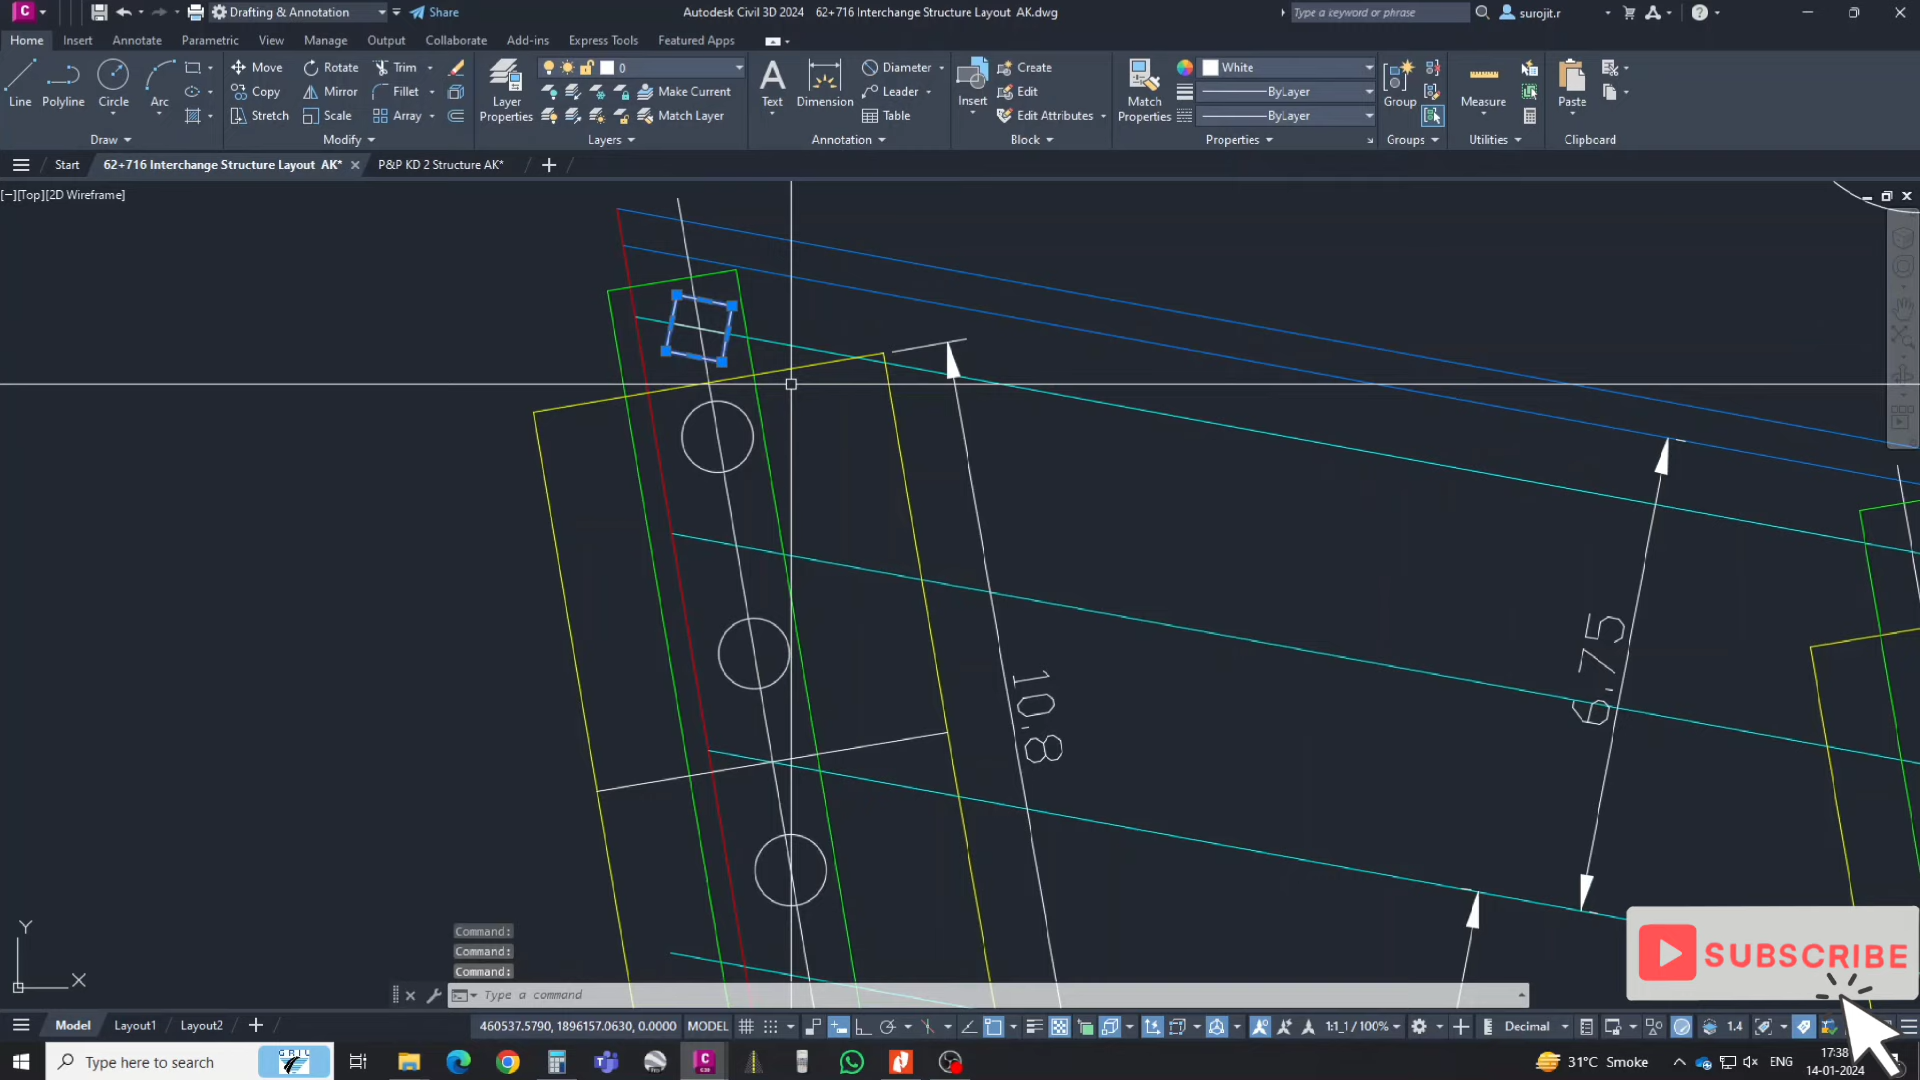 Drafting & Annotation
Share
Autodesk Civil 3D 2024 62+716 Interchange Structure Layout AK.dwg
Type a keyword or phrase
surojit.r
Home Insert Annotate Parametric View Manage Output Collaborate Add-ins Express Tools Featured Apps
Line
Polyline
Circle
Arc
Move
Rotate
Trim
Copy
Mirror
Fillet
Stretch
Scale
Array
Layer
Properties
0
Make Current
Match Layer
Text
Dimension
Diameter
Leader
Table
Insert
Create
Edit
Edit Attributes
Match
Properties
White
ByLayer
ByLayer
Group
Measure
Paste
Draw
Modify
Layers
Annotation
Block
Properties
Groups
Utilities
Clipboard
Start
62+716 Interchange Structure Layout AK*
P&P KD 2 Structure AK*
[−][Top][2D Wireframe]
10.8
6.75
Y
X
Command:
Command:
Command:
Type a command
SUBSCRIBE
Model Layout1 Layout2
460537.5790, 1896157.0630, 0.0000 MODEL
1:1_1 / 100%
Decimal
1.4
Type here to search
31°C Smoke
ENG
17:38
14-01-2024